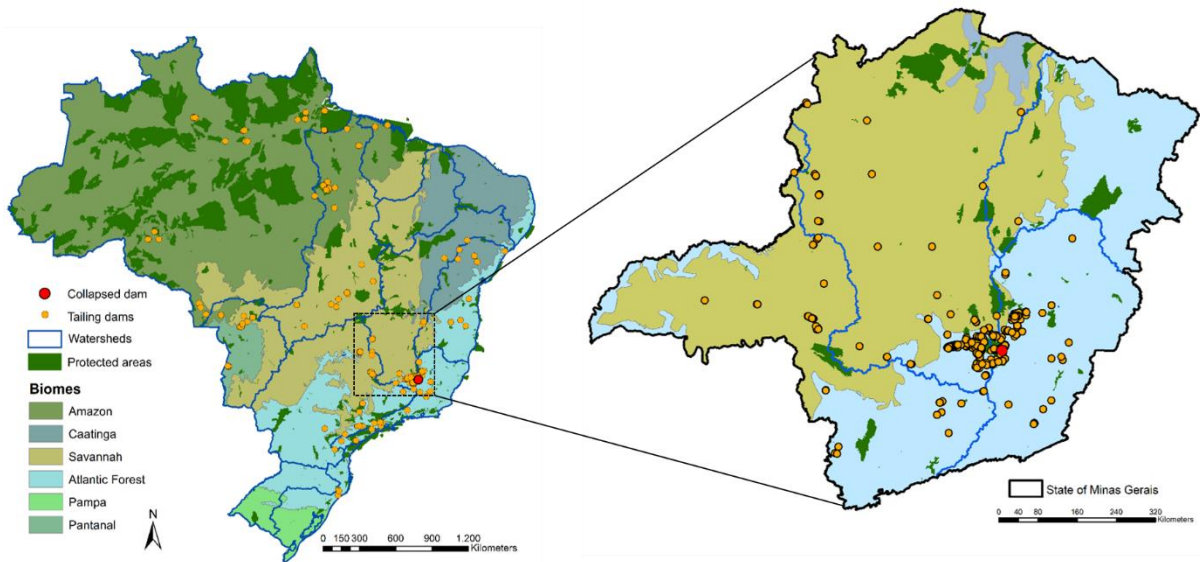 Collapsed dam
Tailing dams
Watersheds
Protected areas
Biomes
Amazon
Caatinga
Savannah
Atlantic Forest
Pampa
Pantanal
N
0 150 300 600 900 1.200
Kilometers
State of Minas Gerais
0 40 80 160 240 320
Kilometers